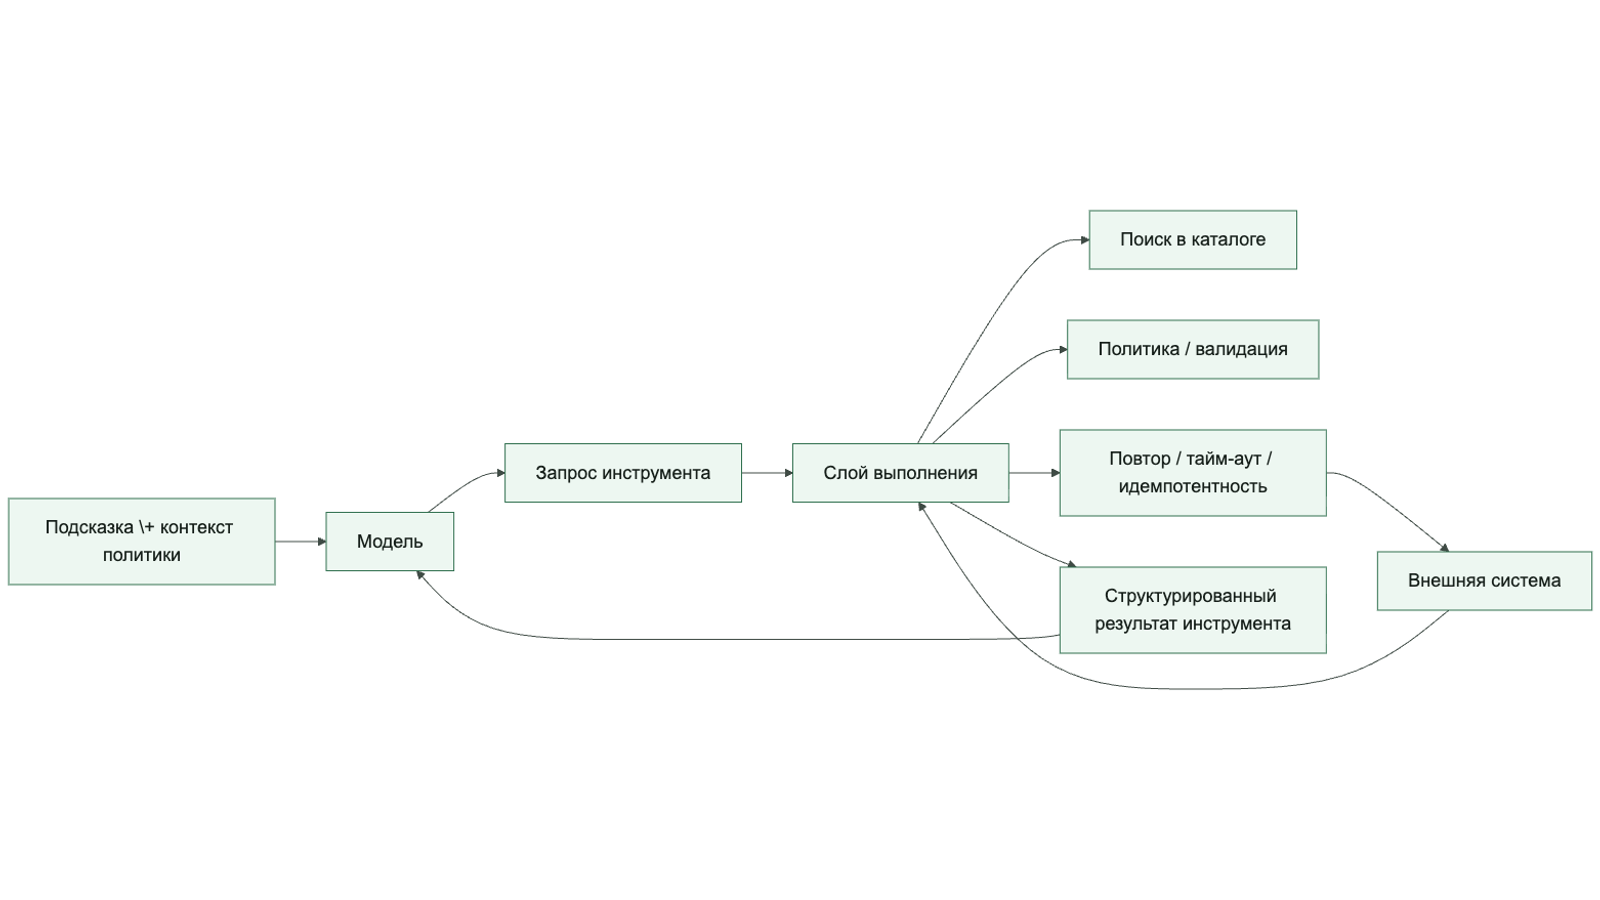 Подсказка \+ контекст
политики
Модель
Запрос инструмента
Слой выполнения
Поиск в каталоге
Политика / валидация
Повтор / тайм-аут /
идемпотентность
Структурированный
результат инструмента
Внешняя система